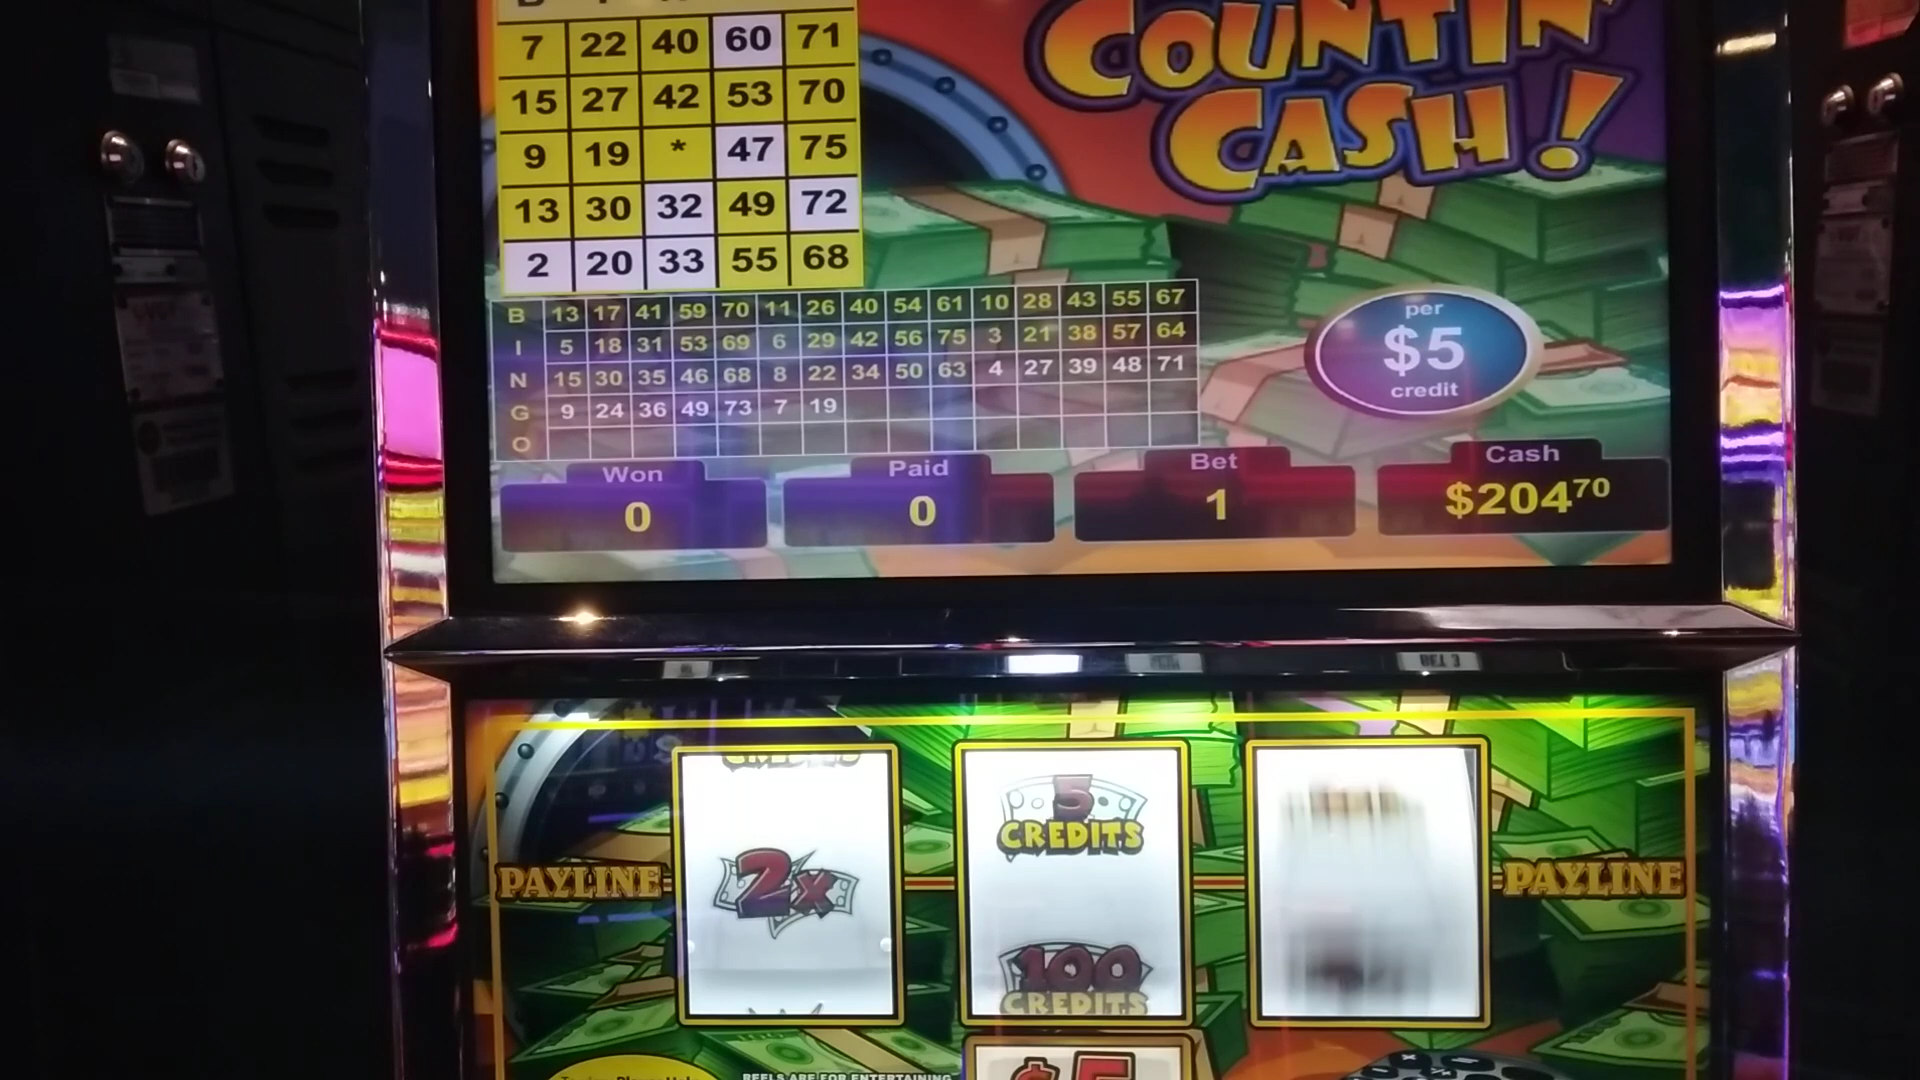 7 22 40 60 71
COUNTIN'
15 27 42 53 70
CASH!
9 19 * 47 75
13 30 32 49 72
2 20 33 55 68
B 13 17 41 59 70 11 26 40 54 61 10 28 43 55 67
I 5 18 31 53 69 6 29 42 56 75 3 21 38 57 64
N 15 30 35 46 68 8 22 34 50 63 4 27 39 48 71
G 9 24 36 49 73 7 19
O
per
$5
credit
Won
0
Paid
0
Bet
1
Cash
$204 70
BET 3
CREDITS
2x
5
CREDITS
100
CREDITS
PAYLINE
PAYLINE
$5
REELS ARE FOR ENTERTAINING